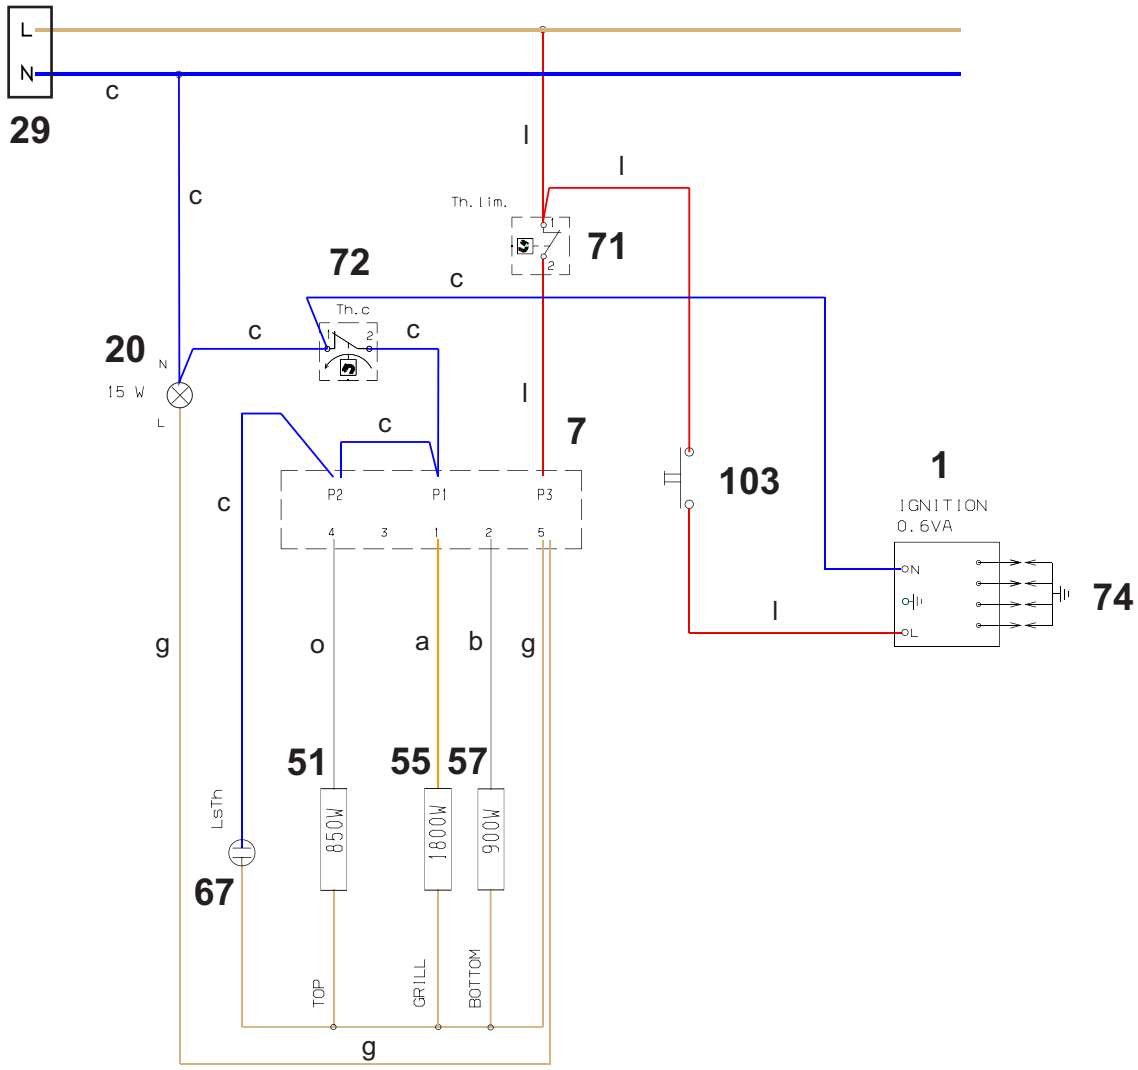 L
N
c
29
l
l
c
Th. lim.
1
71
2
72
c
Th.c
20
N
c
1
2
c
15 W
L
l
7
c
103
1
IGNITION
0.6VA
P2
P1
P3
c
4
3
1
2
5
N
L
74
l
g
o
a
b
g
51
55
57
LsTh
850W
1800W
900W
67
TOP
GRILL
BOTTOM
g